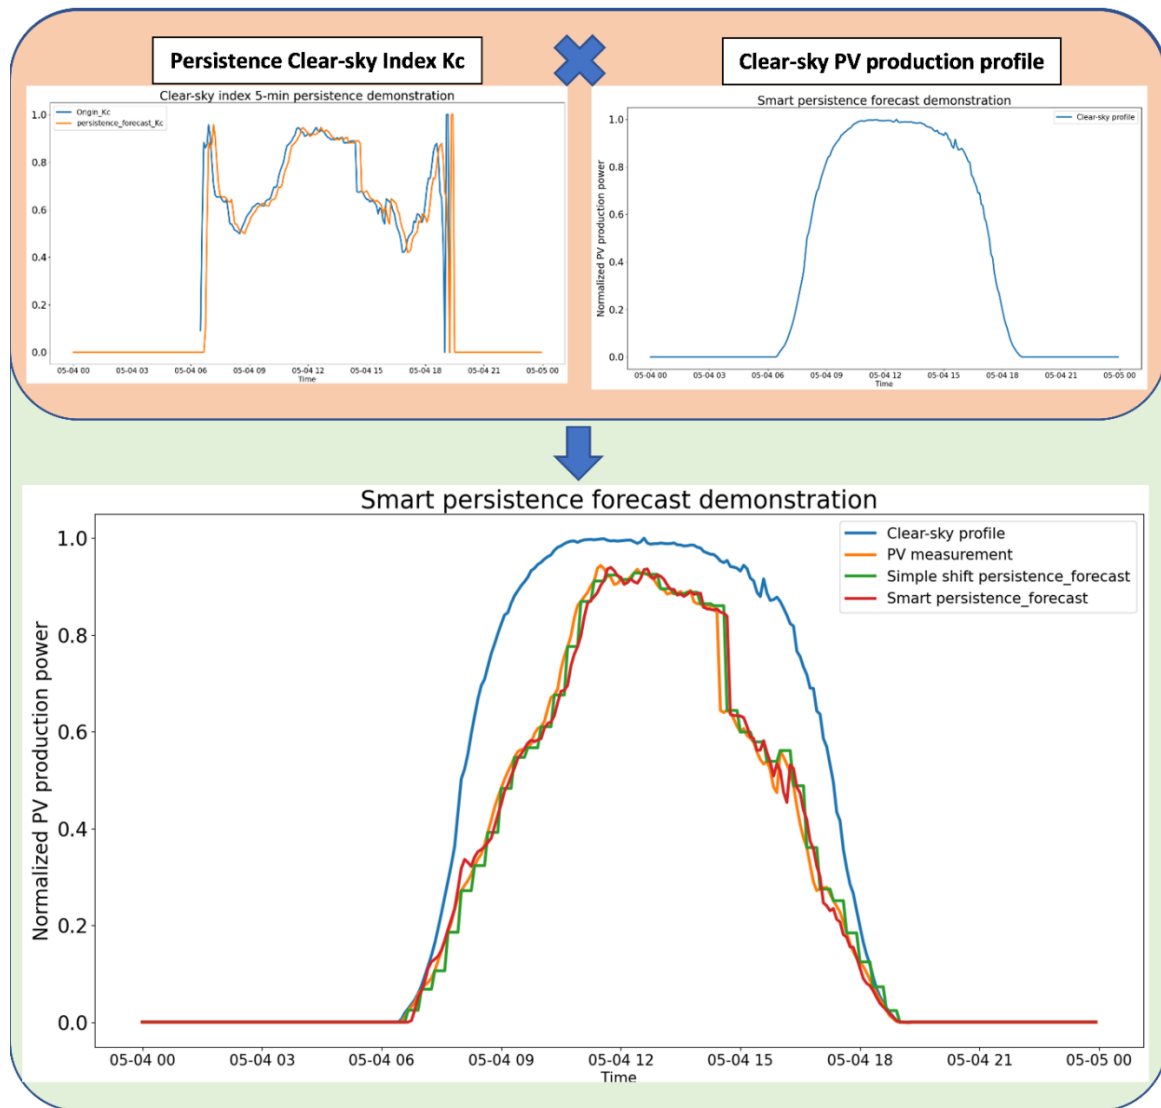 Persistence Clear-sky Index Kc
Clear-sky PV production profile
Clear-sky index 5-min persistence demonstration
Origin_Kc
persistence_forecast_Kc
1.0
0.8
0.6
0.4
0.2
0.0
05-04 00 05-04 03 05-04 06 05-04 09 05-04 12 05-04 15 05-04 18 05-04 21 05-05 00
Time
Smart persistence forecast demonstration
Clear-sky profile
Normalized PV production power
1.0
0.8
0.6
0.4
0.2
0.0
05-04 00 05-04 03 05-04 06 05-04 09 05-04 12 05-04 15 05-04 18 05-04 21 05-05 00
Time
Smart persistence forecast demonstration
Clear-sky profile
PV measurement
Simple shift persistence_forecast
Smart persistence_forecast
Normalized PV production power
1.0
0.8
0.6
0.4
0.2
0.0
05-04 00 05-04 03 05-04 06 05-04 09 05-04 12 05-04 15 05-04 18 05-04 21 05-05 00
Time